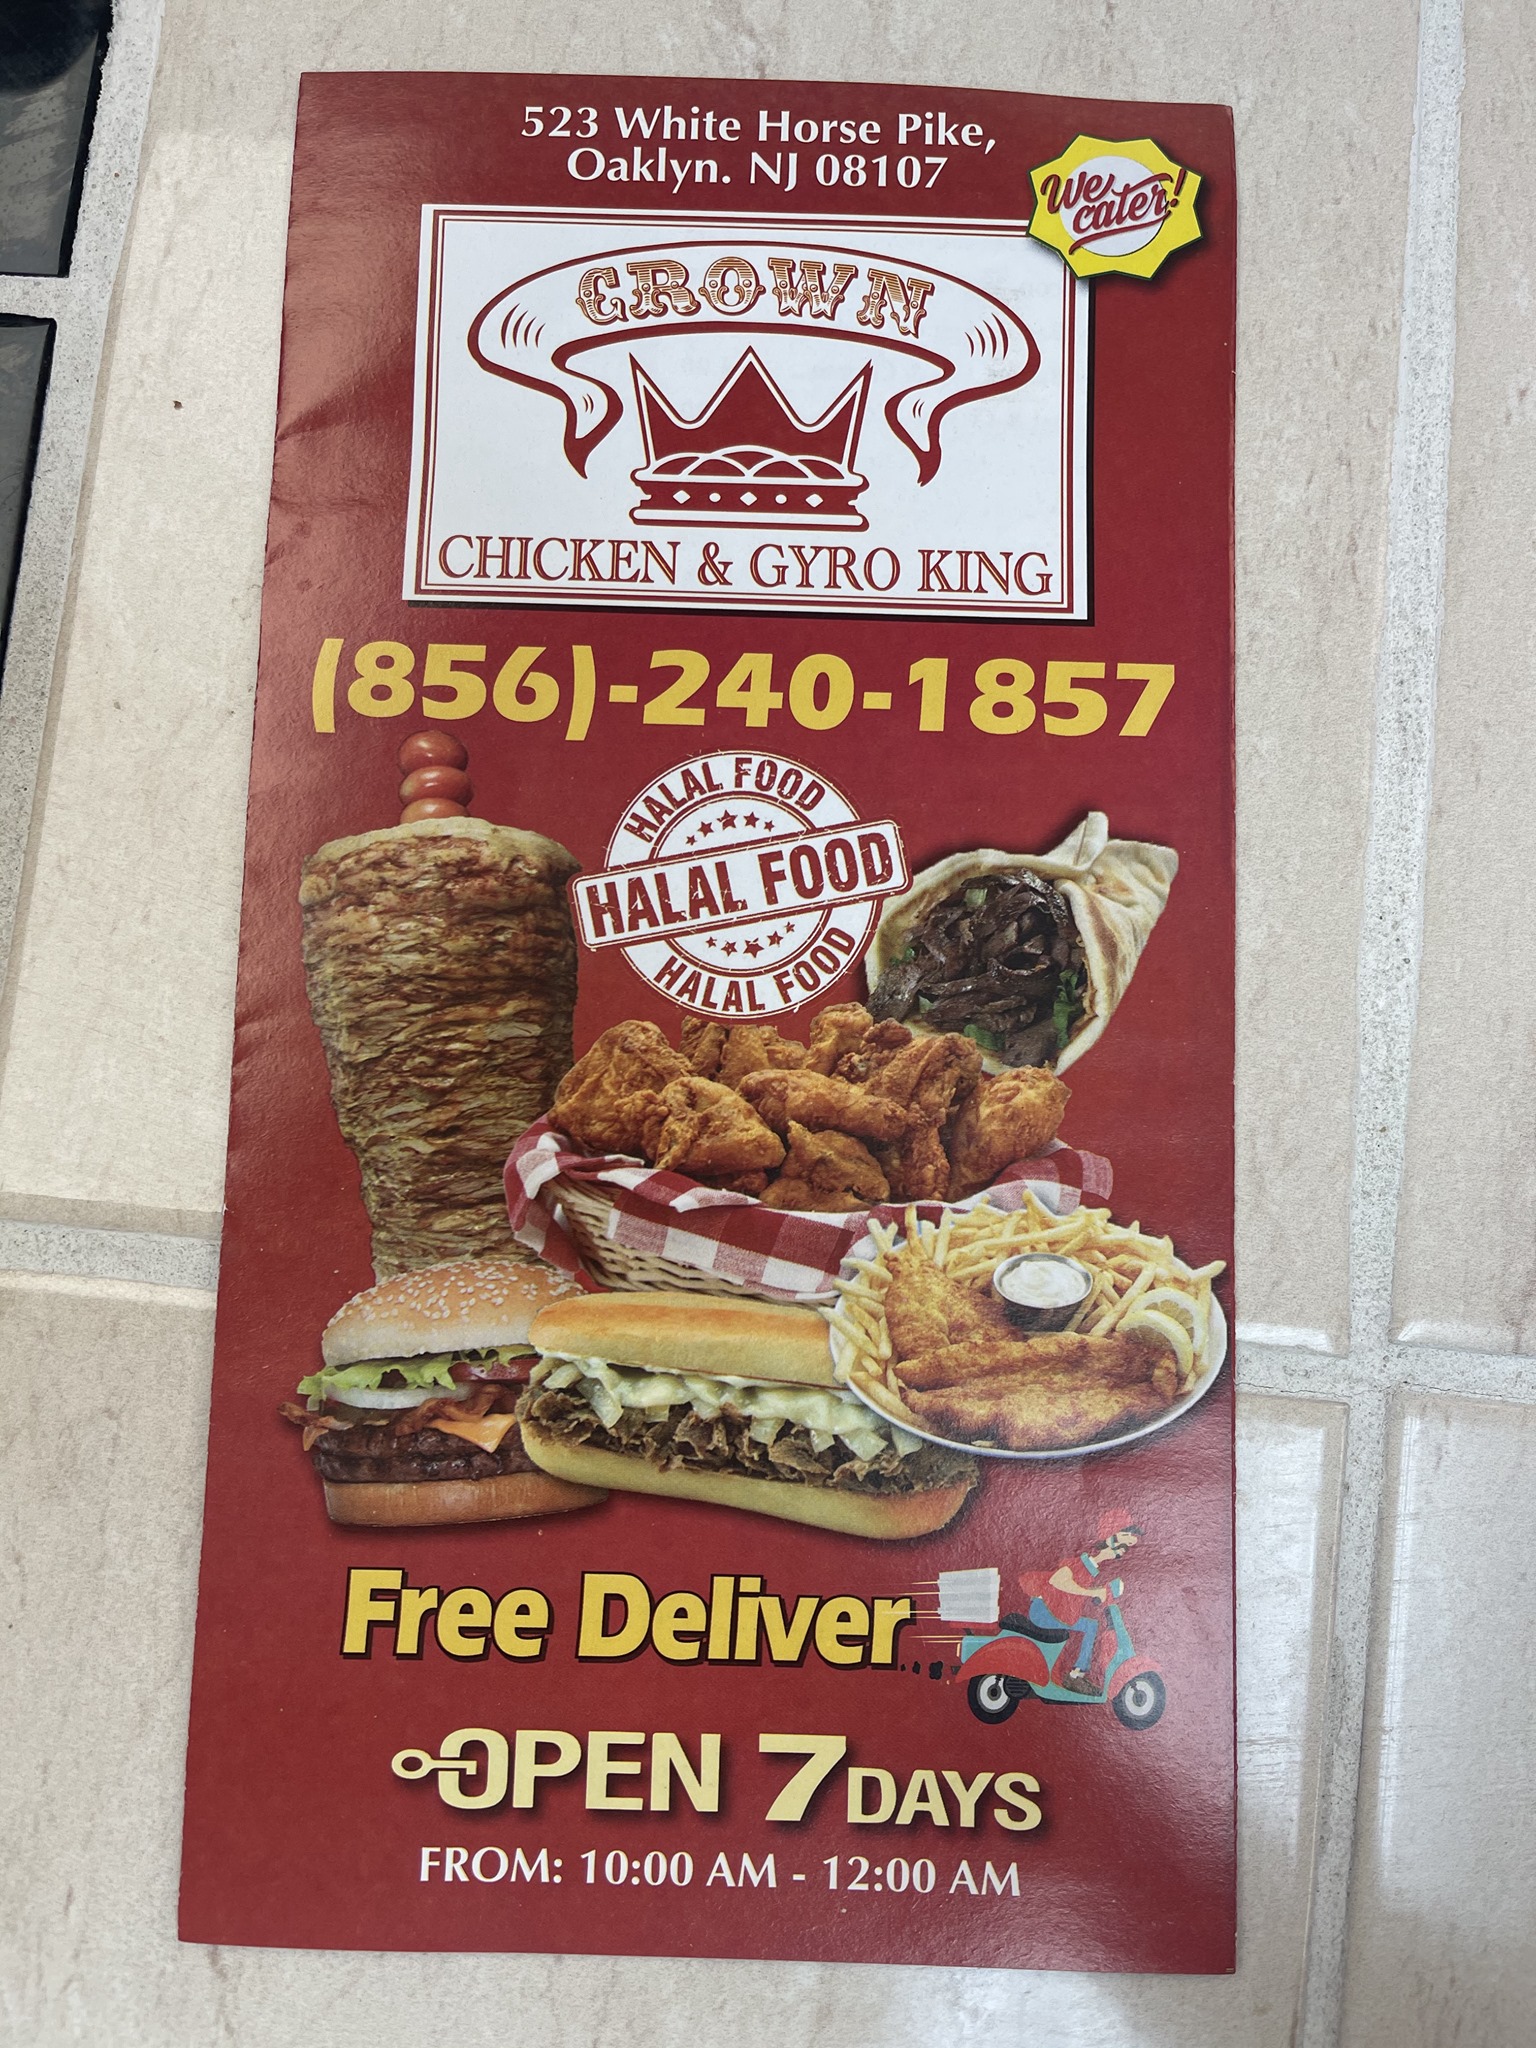 523 White Horse Pike,
Oaklyn. NJ 08107
We
cater!
CROWN
CHICKEN & GYRO KING
(856)-240-1857
HALAL FOOD
HALAL FOOD
HALAL FOOD
Free Deliver
OPEN 7 DAYS
FROM: 10:00 AM - 12:00 AM